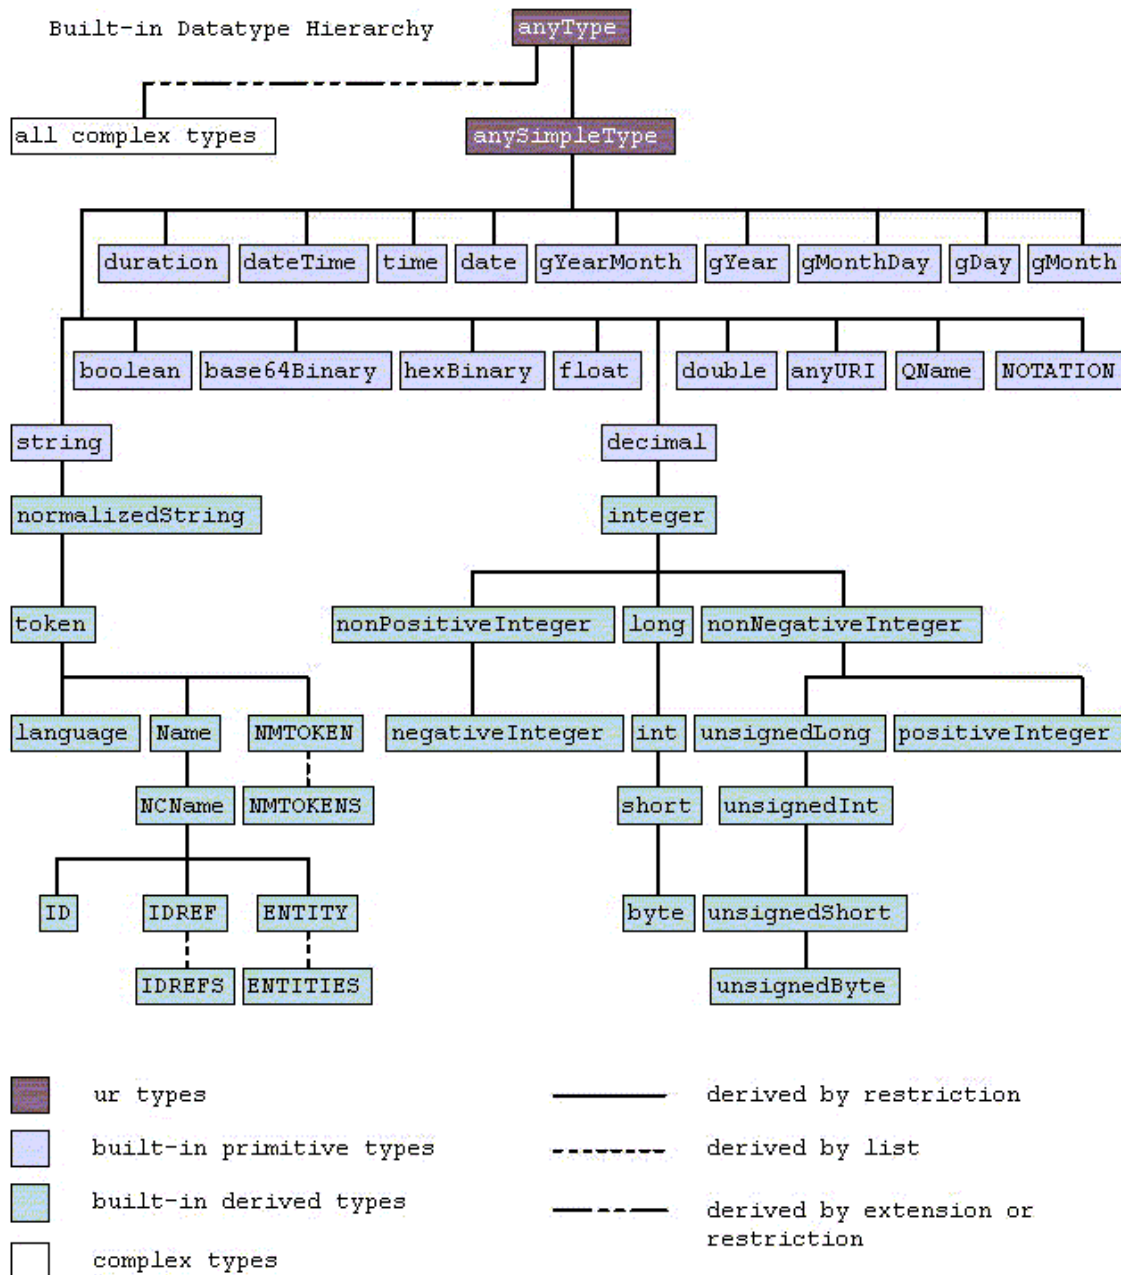 Built-in Datatype Hierarchy
anyType
all complex types
anySimpleType
duration dateTime time date gYearMonth gYear gMonthDay gDay gMonth
boolean base64Binary hexBinary float double anyURI QName NOTATION
string decimal
normalizedString integer
token nonPositiveInteger long nonNegativeInteger
language Name NMTOKEN negativeInteger int unsignedLong positiveInteger
NCName NMTOKENS short unsignedInt
ID IDREF ENTITY byte unsignedShort
IDREFS ENTITIES unsignedByte
ur types
derived by restriction
built-in primitive types
derived by list
built-in derived types
derived by extension or
restriction
complex types